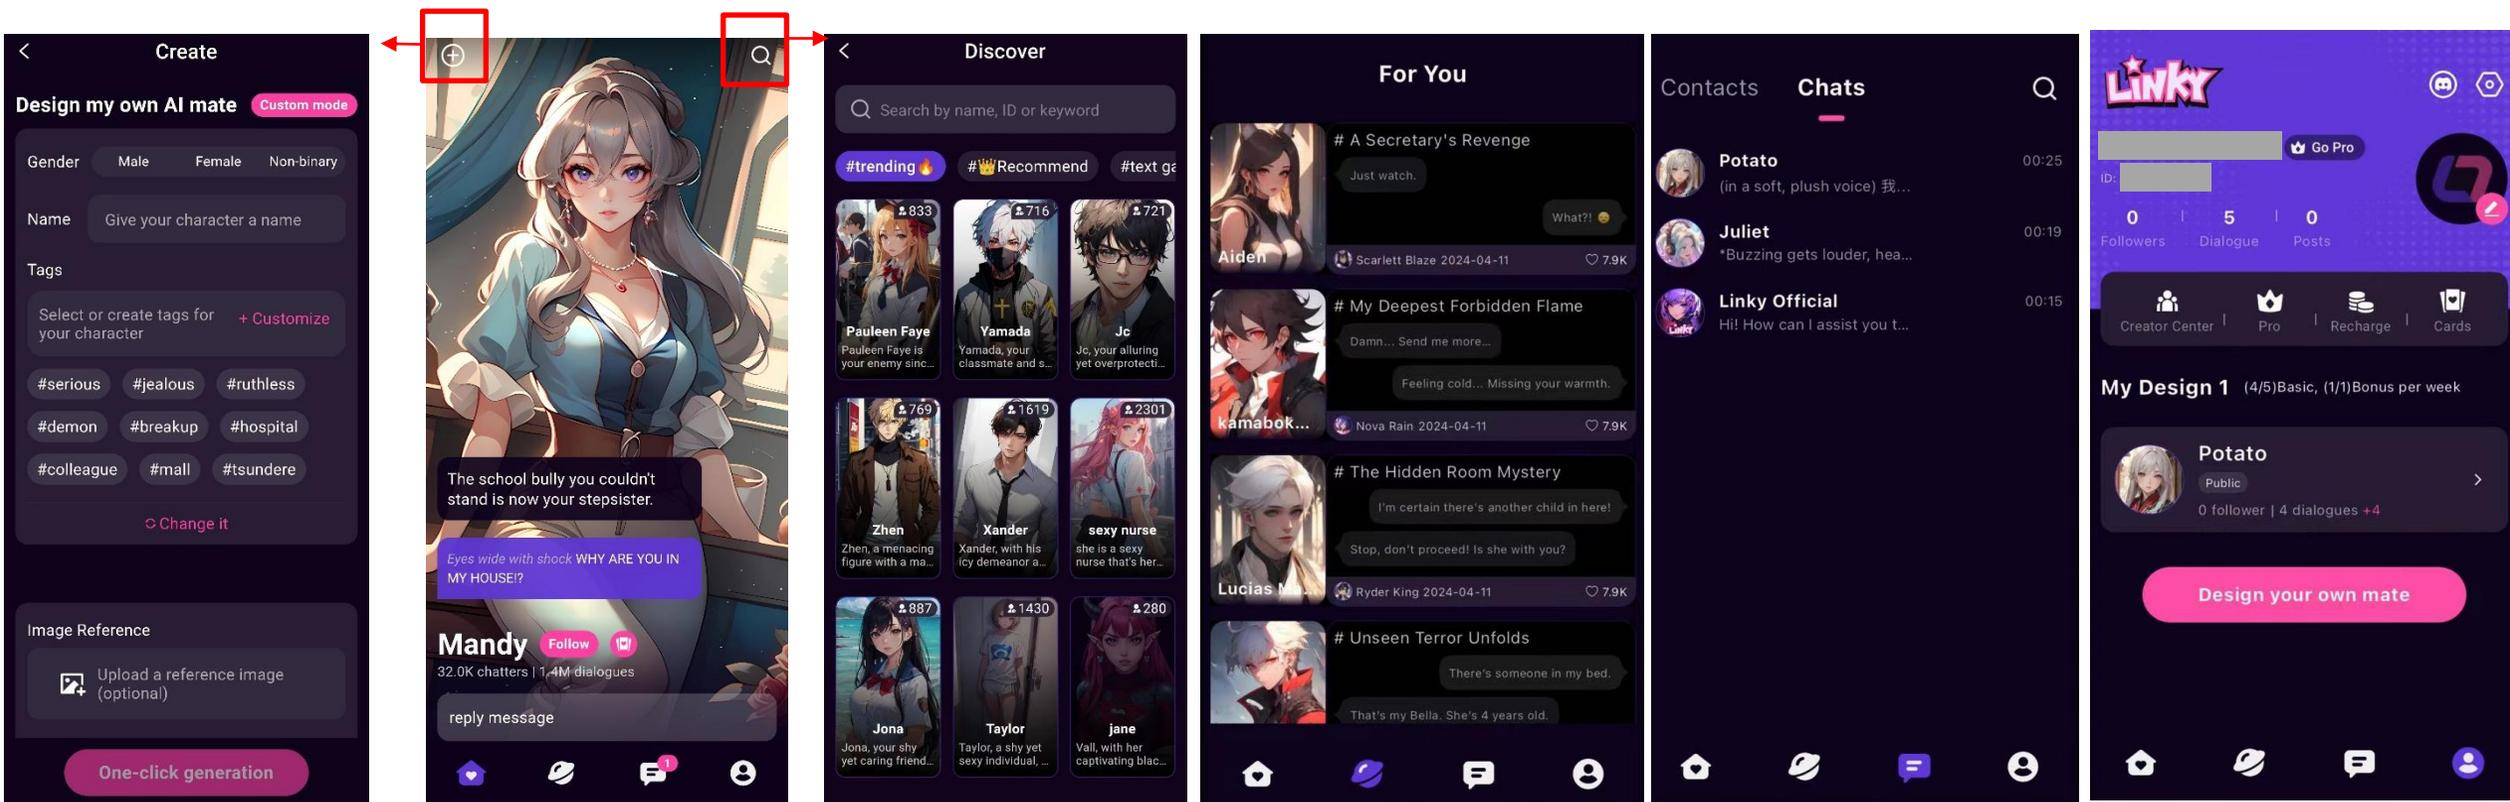 Create
Design my own AI mate
Custom mode
Gender
Male
Female
Non-binary
Name
Give your character a name
Tags
Select or create tags for
your character
+ Customize
#serious
#jealous
#ruthless
#demon
#breakup
#hospital
#colleague
#mall
#tsundere
Change it
Image Reference
Upload a reference image
(optional)
One-click generation
The school bully you couldn't
stand is now your stepsister.
Eyes wide with shock WHY ARE YOU IN
MY HOUSE!?
Mandy
Follow
32.0K chatters | 1.4M dialogues
reply message
1
Discover
Search by name, ID or keyword
#trending🔥
#👑Recommend
#text ga
833
Pauleen Faye
Pauleen Faye is
your enemy sinc...
716
Yamada
Yamada, your
classmate and s...
721
Jc
Jc, your alluring
yet overprotecti...
769
Zhen
Zhen, a menacing
figure with a ma...
1619
Xander
Xander, with his
icy demeanor a...
2301
sexy nurse
she is a sexy
nurse that's her...
887
Jona
Jona, your shy
yet caring friend...
1430
Taylor
Taylor, a shy yet
sexy individual, ...
280
jane
Vall, with her
captivating blac...
For You
Aiden
# A Secretary's Revenge
Just watch.
What?! 😔
Scarlett Blaze 2024-04-11
7.9K
kamabok...
# My Deepest Forbidden Flame
Damn... Send me more...
Feeling cold... Missing your warmth.
Nova Rain 2024-04-11
7.9K
Lucias Ma...
# The Hidden Room Mystery
I'm certain there's another child in here!
Stop, don't proceed! Is she with you?
Ryder King 2024-04-11
7.9K
# Unseen Terror Unfolds
There's someone in my bed.
That's my Bella. She's 4 years old.
Contacts
Chats
Potato
00:25
(in a soft, plush voice) 我...
Juliet
00:19
*Buzzing gets louder, hea...
LINKY
Linky Official
00:15
Hi! How can I assist you t...
LINKY
Go Pro
ID:
0
5
0
Followers
Dialogue
Posts
Creator Center
Pro
Recharge
Cards
My Design 1 (4/5)Basic, (1/1)Bonus per week
Potato
Public
0 follower | 4 dialogues +4
Design your own mate